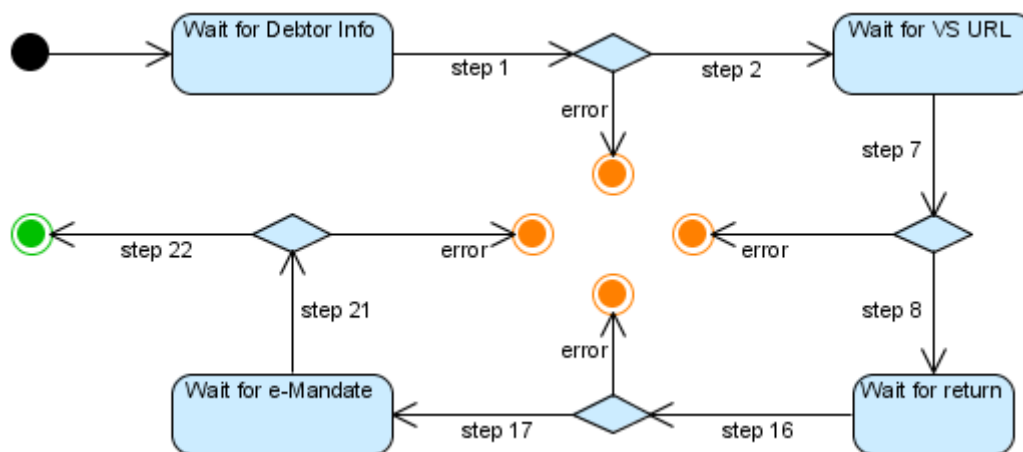 Wait for Debtor Info
step 1
step 2
Wait for VS URL
error
step 7
step 22
error
error
step 21
error
step 8
Wait for e-Mandate
step 17
step 16
Wait for return